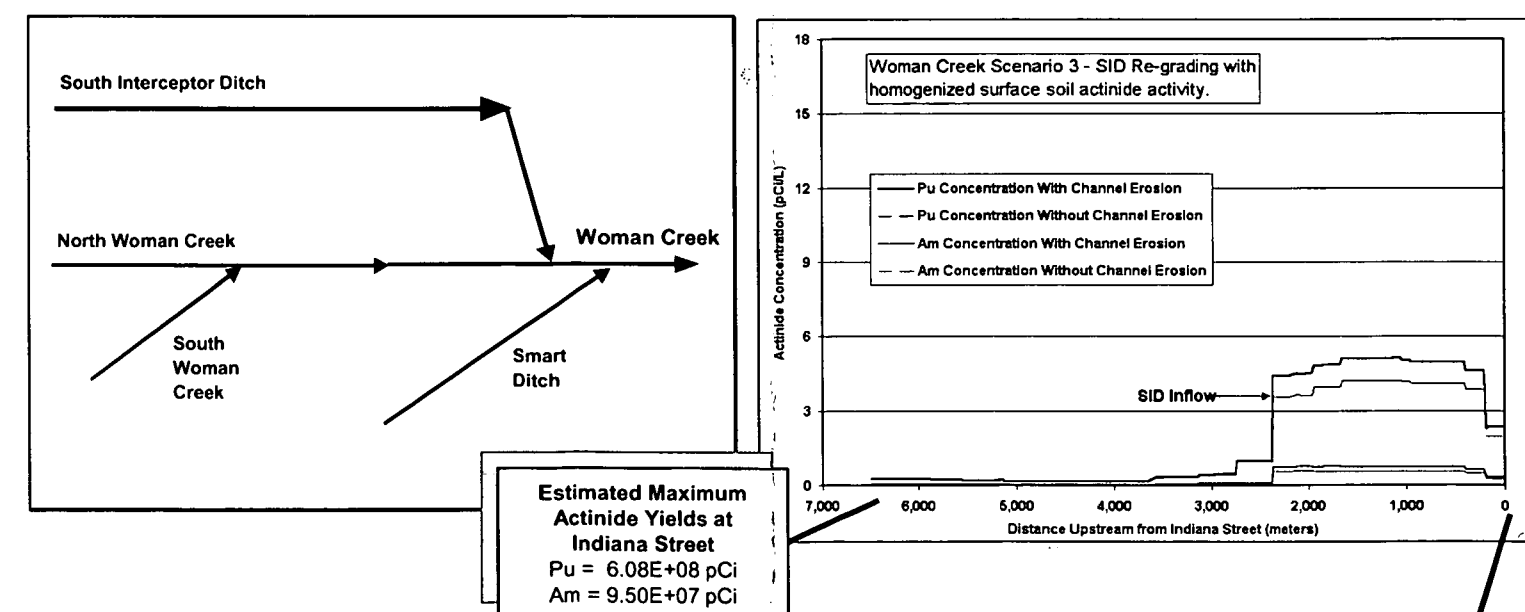 South Interceptor Ditch
North Woman Creek
Woman Creek
South
Woman
Creek
Smart
Ditch
Estimated Maximum
Actinide Yields at
Indiana Street
Pu = 6.08E+08 pCi
Am = 9.50E+07 pCi
18
15
12
9
6
3
0
Actinide Concentration (pCi/L)
Woman Creek Scenario 3 - SID Re-grading with
homogenized surface soil actinide activity.
Pu Concentration With Channel Erosion
Pu Concentration Without Channel Erosion
Am Concentration With Channel Erosion
Am Concentration Without Channel Erosion
SID Inflow
7,000 6,000 5,000 4,000 3,000 2,000 1,000 0
Distance Upstream from Indiana Street (meters)